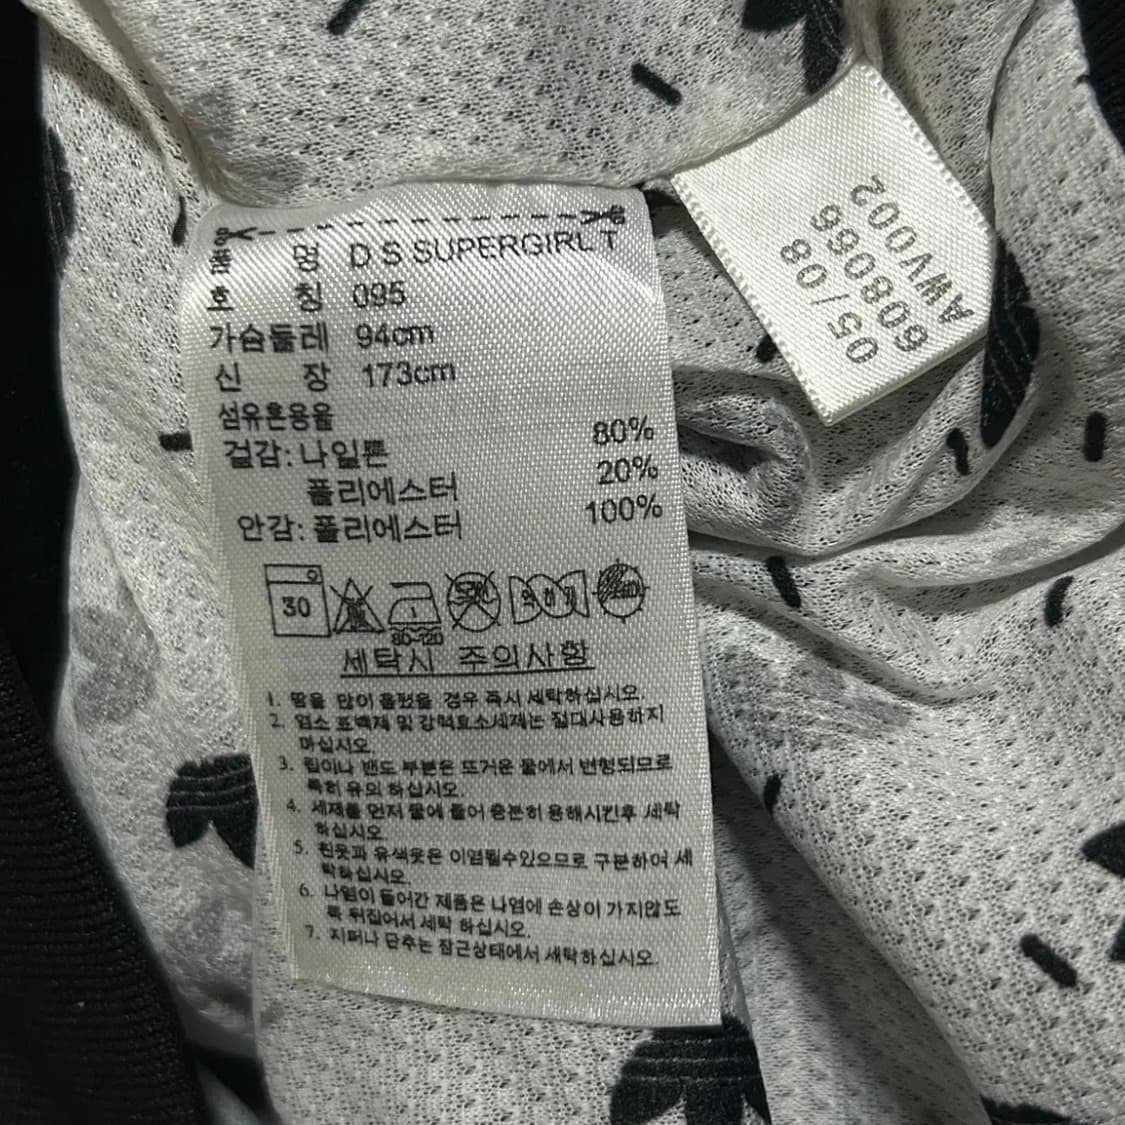 품 명 D S SUPERGIRL T
호 칭 095
가슴둘레 94cm
신 장 173cm
섬유혼용율
겉감: 나일론 80%
폴리에스터 20%
안감: 폴리에스터 100%
30
80~120
세탁시 주의사항
1. 땀을 많이 흘렸을 경우 즉시 세탁하십시오.
2. 염소 표백제 및 강력효소세제는 절대사용하지
마십시오.
3. 립이나 밴드 부분은 뜨거운 물에서 변형되므로
특히 유의 하십시오.
4. 세제를 먼저 물에 풀어 충분히 용해시킨후 세탁
하십시오.
5. 흰옷과 유색옷은 이염될수있으므로 구분하여 세
탁하십시오.
6. 나염이 들어간 제품은 나염에 손상이 가지않도
록 뒤집어서 세탁 하십시오.
7. 지퍼나 단추는 잠근상태에서 세탁하십시오.
05/08
608066
AWV002